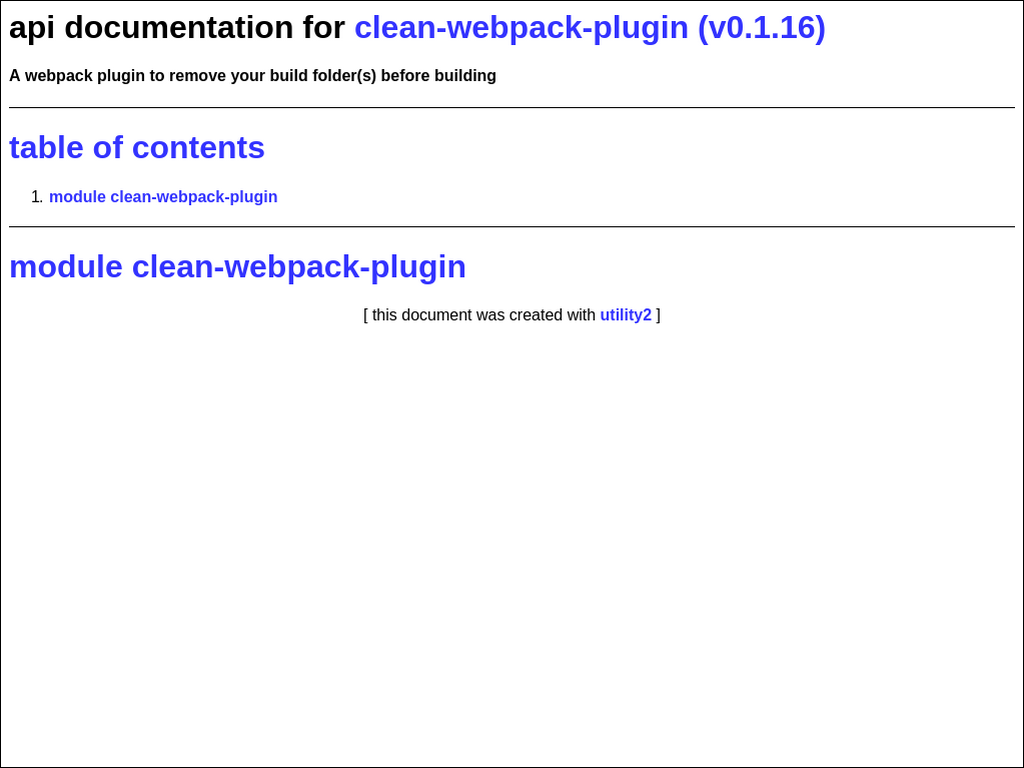 api documentation for clean-webpack-plugin (v0.1.16)
A webpack plugin to remove your build folder(s) before building
table of contents
1. module clean-webpack-plugin
module clean-webpack-plugin
[ this document was created with utility2 ]